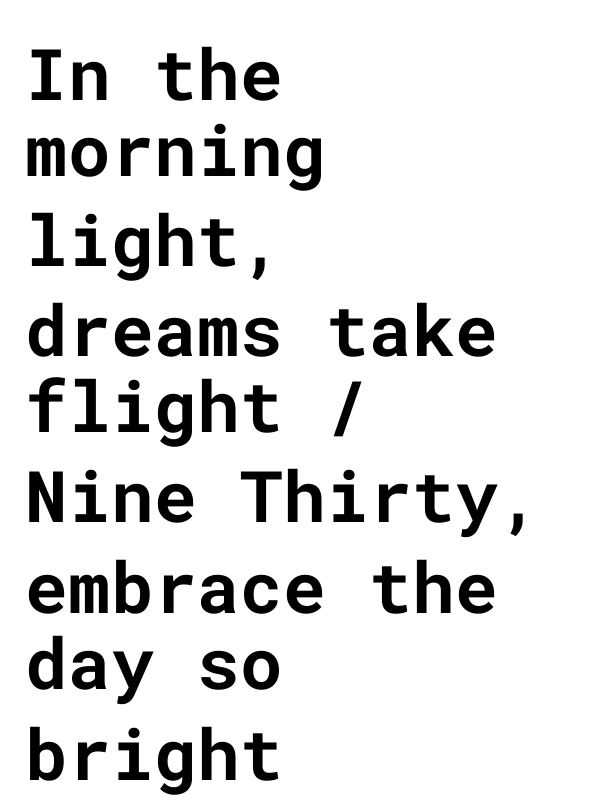 In the
morning
light,
dreams take
flight /
Nine Thirty,
embrace the
day so
bright